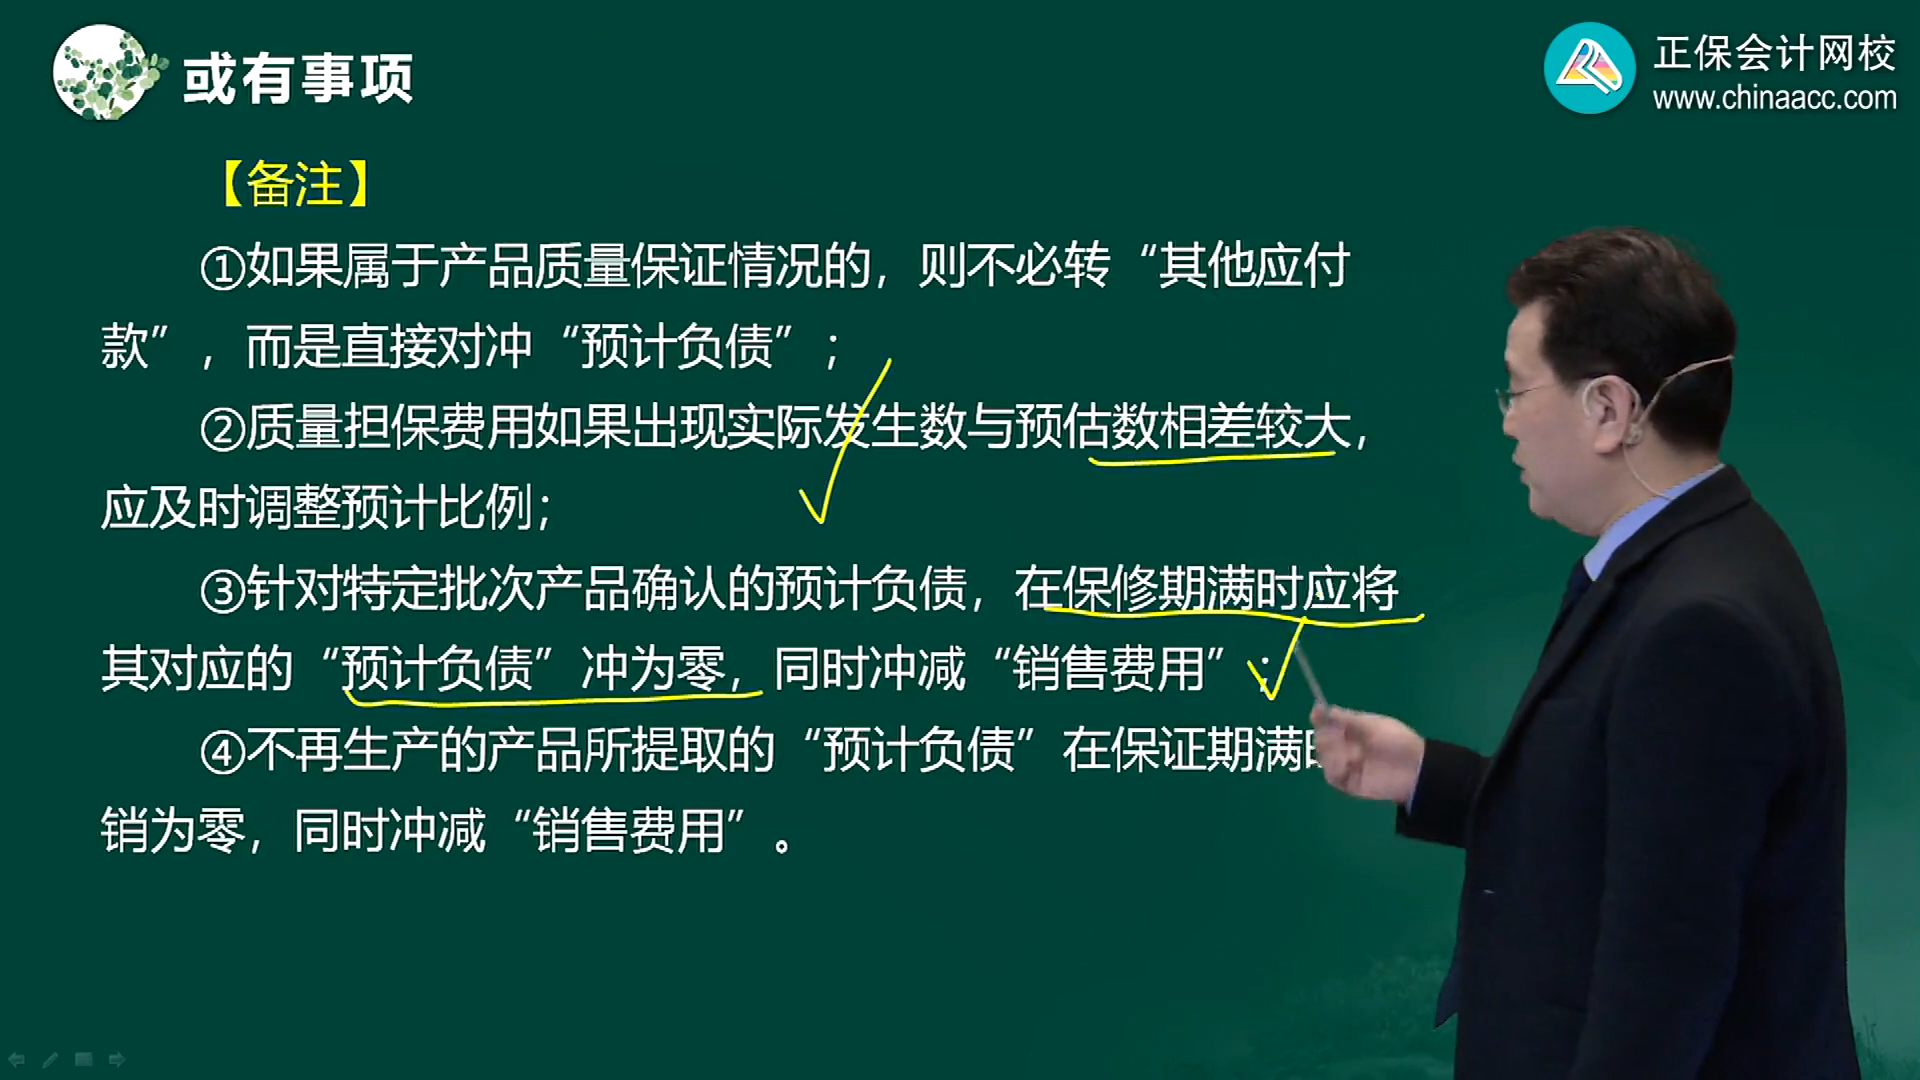 或有事项
正保会计网校
www.chinaacc.com
【备注】
①如果属于产品质量保证情况的，则不必转“其他应付
款”，而是直接对冲“预计负债”；
②质量担保费用如果出现实际发生数与预估数相差较大，
应及时调整预计比例；
③针对特定批次产品确认的预计负债，在保修期满时应将
其对应的“预计负债”冲为零，同时冲减“销售费用”；
④不再生产的产品所提取的“预计负债”在保证期满
销为零，同时冲减“销售费用”。